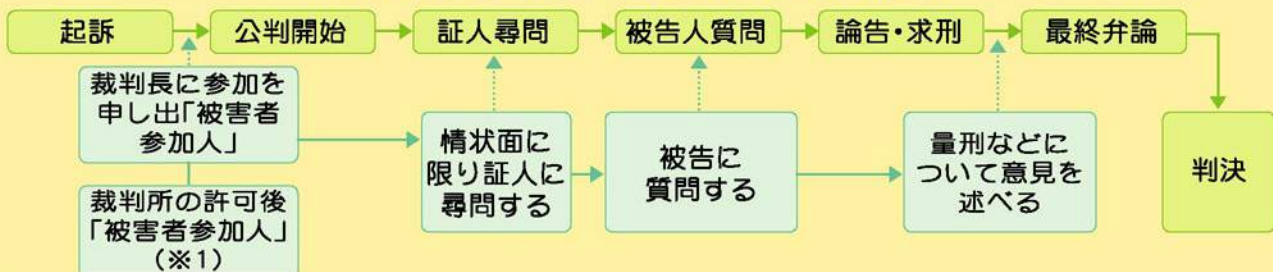 起訴
公判開始
証人尋問
被告人質問
論告・求刑
最終弁論
裁判長に参加を
申し出「被害者
参加人」
裁判所の許可後
「被害者参加人」
(※1)
情状面に
限り証人に
尋問する
被告に
質問する
量刑などに
ついて意見を
述べる
判決